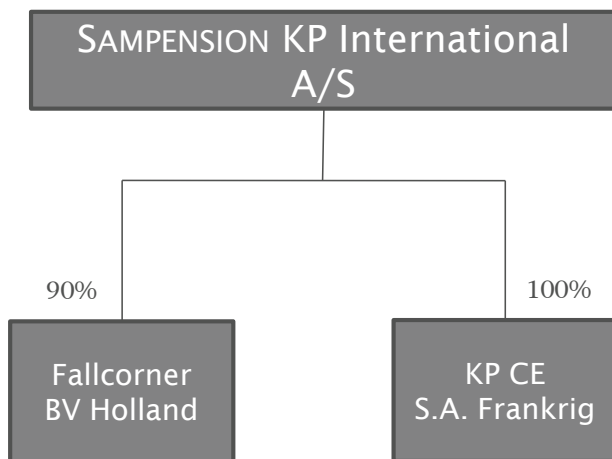 SAMPENSION KP International
A/S
90%
100%
Fallcorner
BV Holland
KP CE
S.A. Frankrig